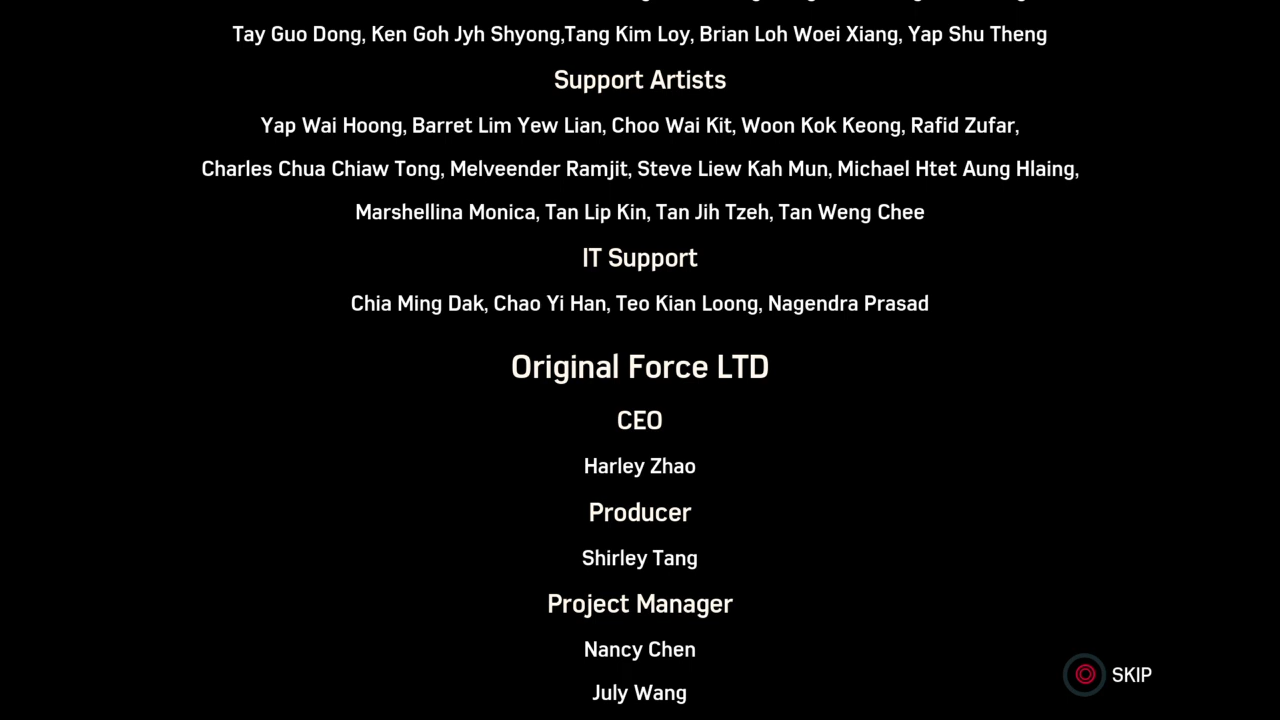 Tay Guo Dong, Ken Goh Jyh Shyong,Tang Kim Loy, Brian Loh Woei Xiang, Yap Shu Theng
Support Artists
Yap Wai Hoong, Barret Lim Yew Lian, Choo Wai Kit, Woon Kok Keong, Rafid Zufar,
Charles Chua Chiaw Tong, Melveender Ramjit, Steve Liew Kah Mun, Michael Htet Aung Hlaing,
Marshellina Monica, Tan Lip Kin, Tan Jih Tzeh, Tan Weng Chee
IT Support
Chia Ming Dak, Chao Yi Han, Teo Kian Loong, Nagendra Prasad
Original Force LTD
CEO
Harley Zhao
Producer
Shirley Tang
Project Manager
Nancy Chen
July Wang
SKIP